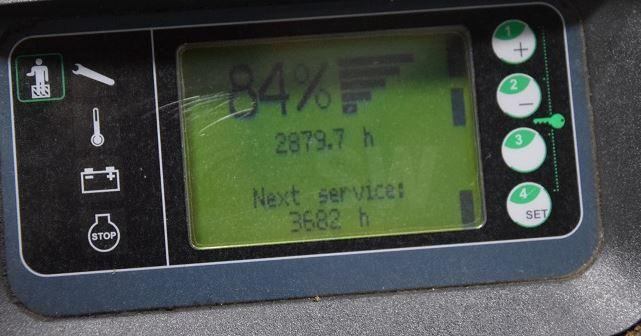 84%
2879.7 h
Next service:
3682 h
STOP
1
+
2
−
3
4
SET